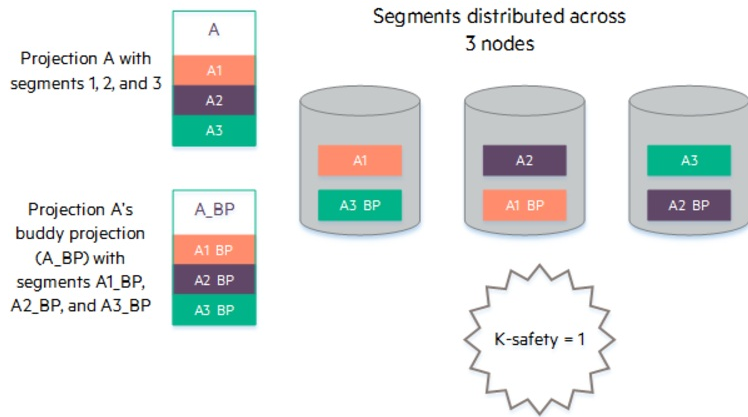 Segments distributed across
3 nodes
Projection A with
segments 1, 2, and 3
A
A1
A2
A3
A1
A3 BP
A2
A1 BP
A3
A2 BP
Projection A's
buddy projection
(A_BP) with
segments A1_BP,
A2_BP, and A3_BP
A_BP
A1 BP
A2 BP
A3 BP
K-safety = 1